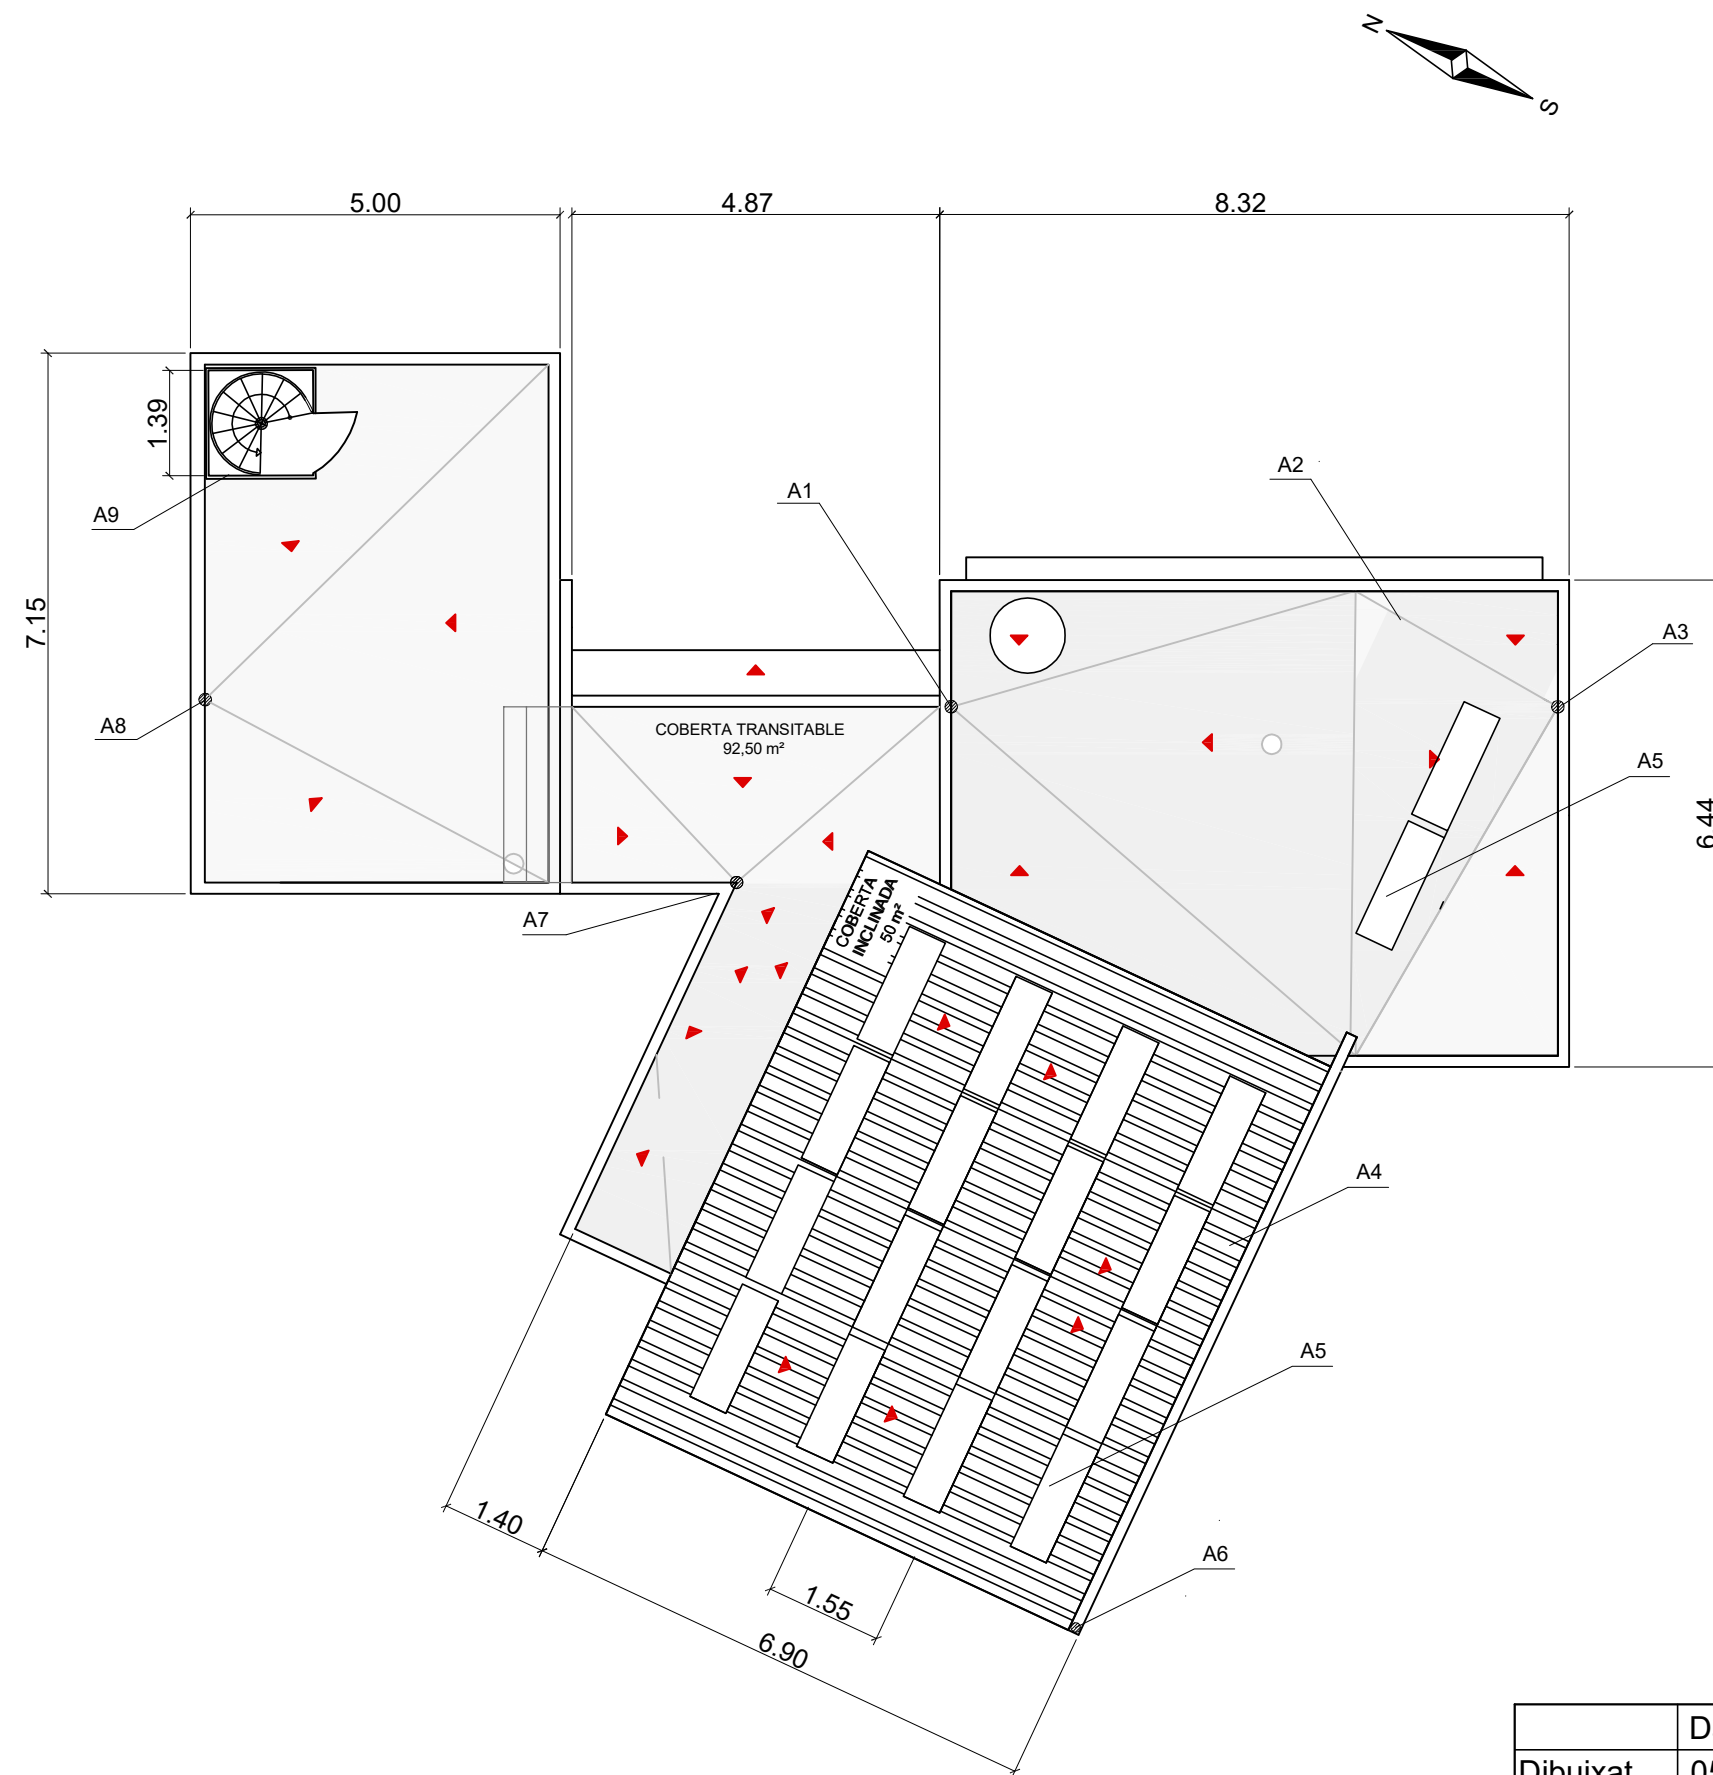 N
S
5.00
4.87
8.32
1.39
7.15
A9
A8
A1
A2
A3
COBERTA TRANSITABLE
92,50 m²
A5
6.44
A7
COBERTA
INCLINADA
50 m²
A4
A5
A6
1.40
1.55
6.90
D
Dibuixat
05